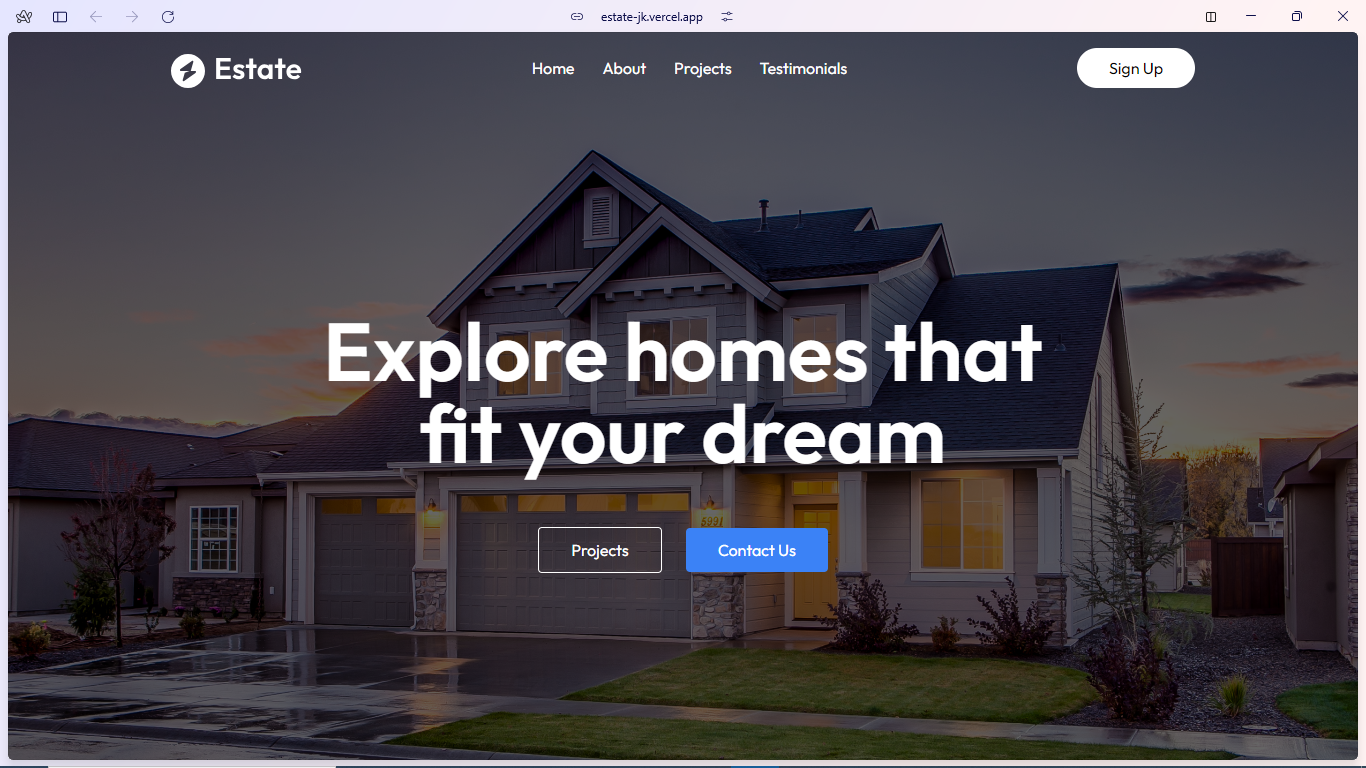 estate-jk.vercel.app
Estate
Home About Projects Testimonials
Sign Up
Explore homes that
fit your dream
5991
Projects
Contact Us